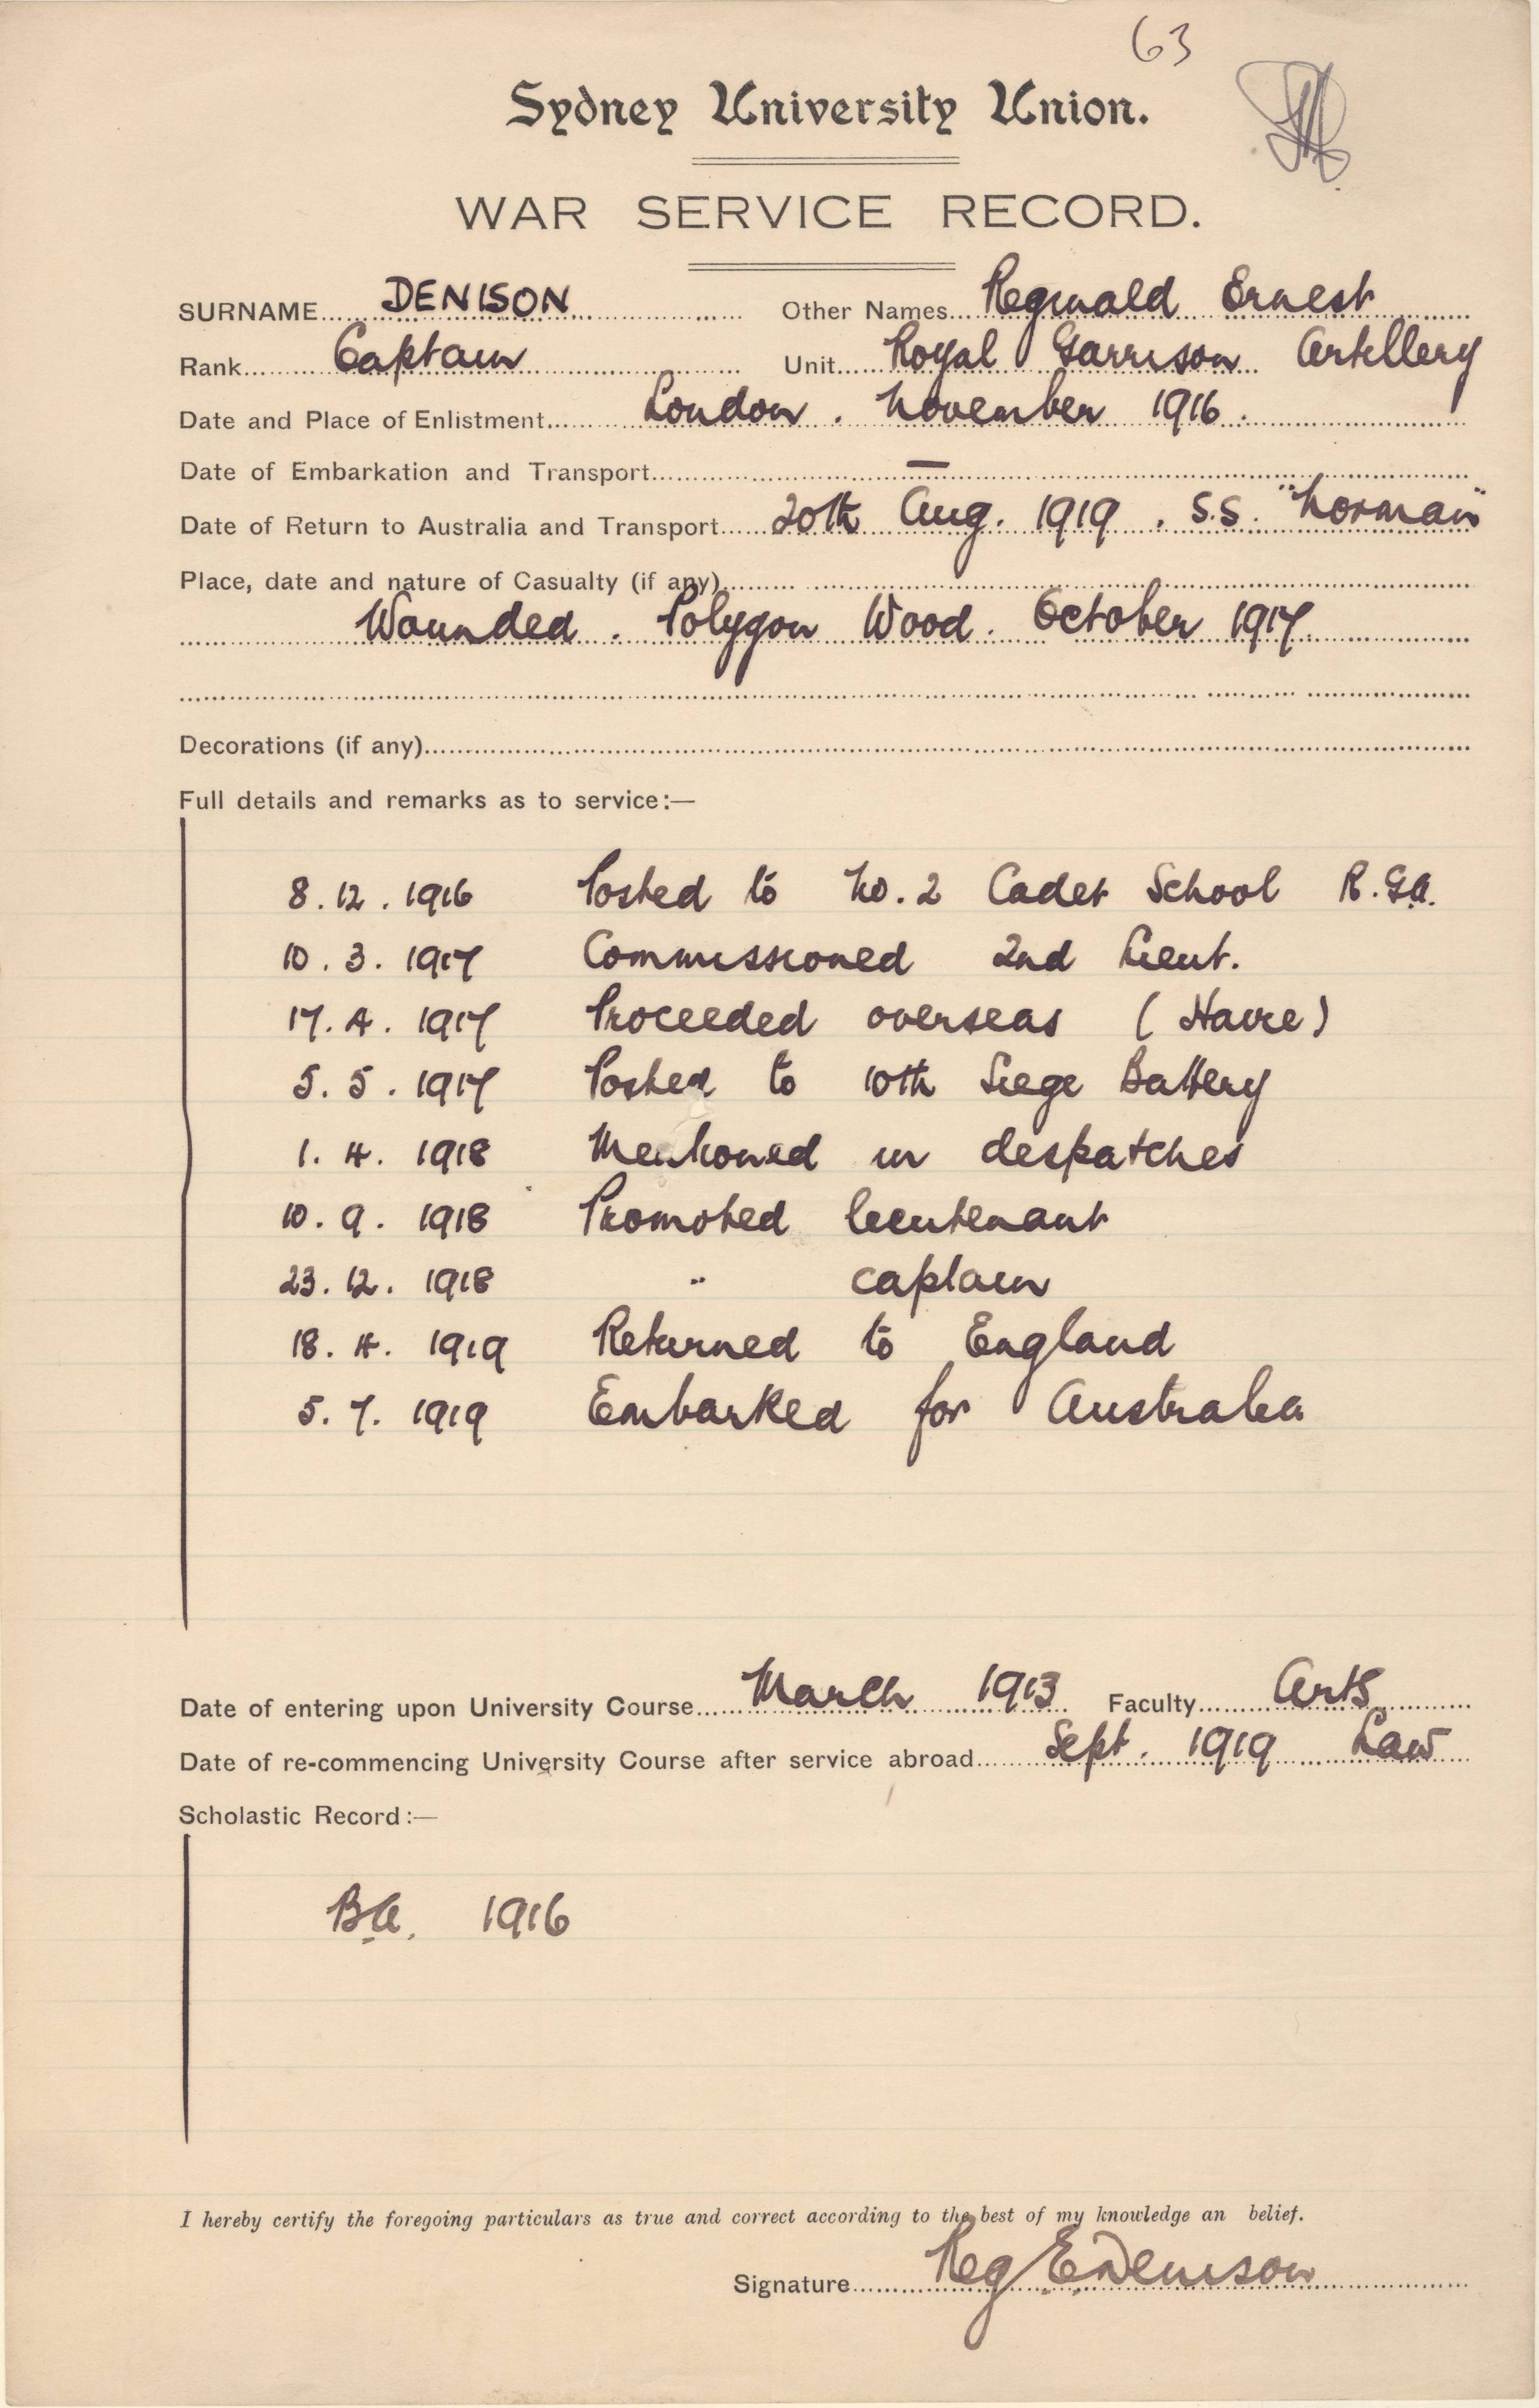 63
Sydney University Union.
WAR SERVICE RECORD.
SURNAME DENISON Other Names Reginald Ernest
Rank Captain Unit Royal Garrison Artillery
Date and Place of Enlistment London. November 1916.
Date of Embarkation and Transport —
Date of Return to Australia and Transport 20th Aug. 1919. S.S. "Norman"
Place, date and nature of Casualty (if any)
Wounded. Polygon Wood. October 1917.
Decorations (if any)
Full details and remarks as to service:—
8.12.1916 Posted to No. 2 Cadet School R.G.A.
10.3.1917 Commissioned 2nd Lieut.
17.4.1917 Proceeded overseas (Havre)
5.5.1917 Posted to 10th Siege Battery
1.4.1918 Mentioned in despatches
10.9.1918 Promoted lieutenant
23.12.1918 " captain
18.4.1919 Returned to England
5.7.1919 Embarked for Australia
Date of entering upon University Course March 1913 Faculty Arts
Date of re-commencing University Course after service abroad Sept. 1919 Law
Scholastic Record:—
B.A. 1916
I hereby certify the foregoing particulars as true and correct according to the best of my knowledge an belief.
Signature Reg E. Denison